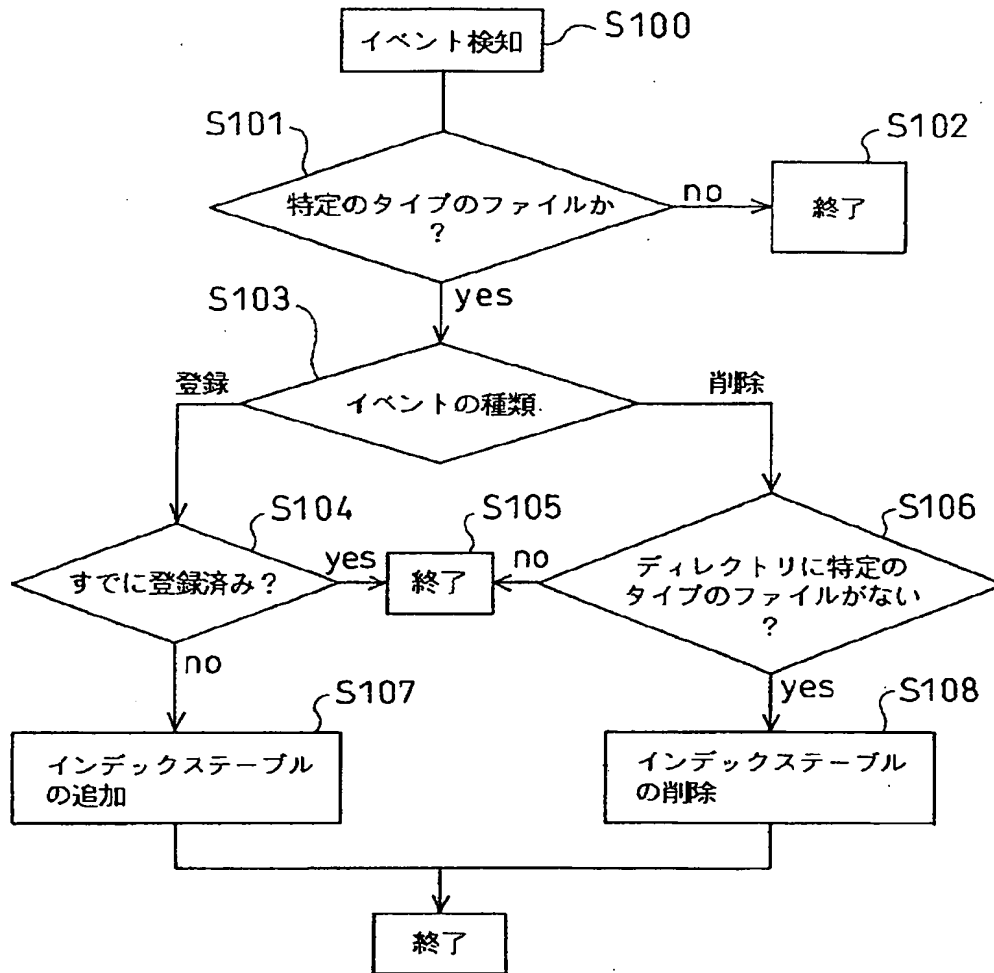 イベント検知
S100
S101
特定のタイプのファイルか
?
no
S102
終了
yes
S103
イベントの種類
登録
削除
S104
すでに登録済み?
yes
S105
終了
no
S106
ディレクトリに特定の
タイプのファイルがない
?
no
S107
インデックステーブル
の追加
yes
S108
インデックステーブル
の削除
終了